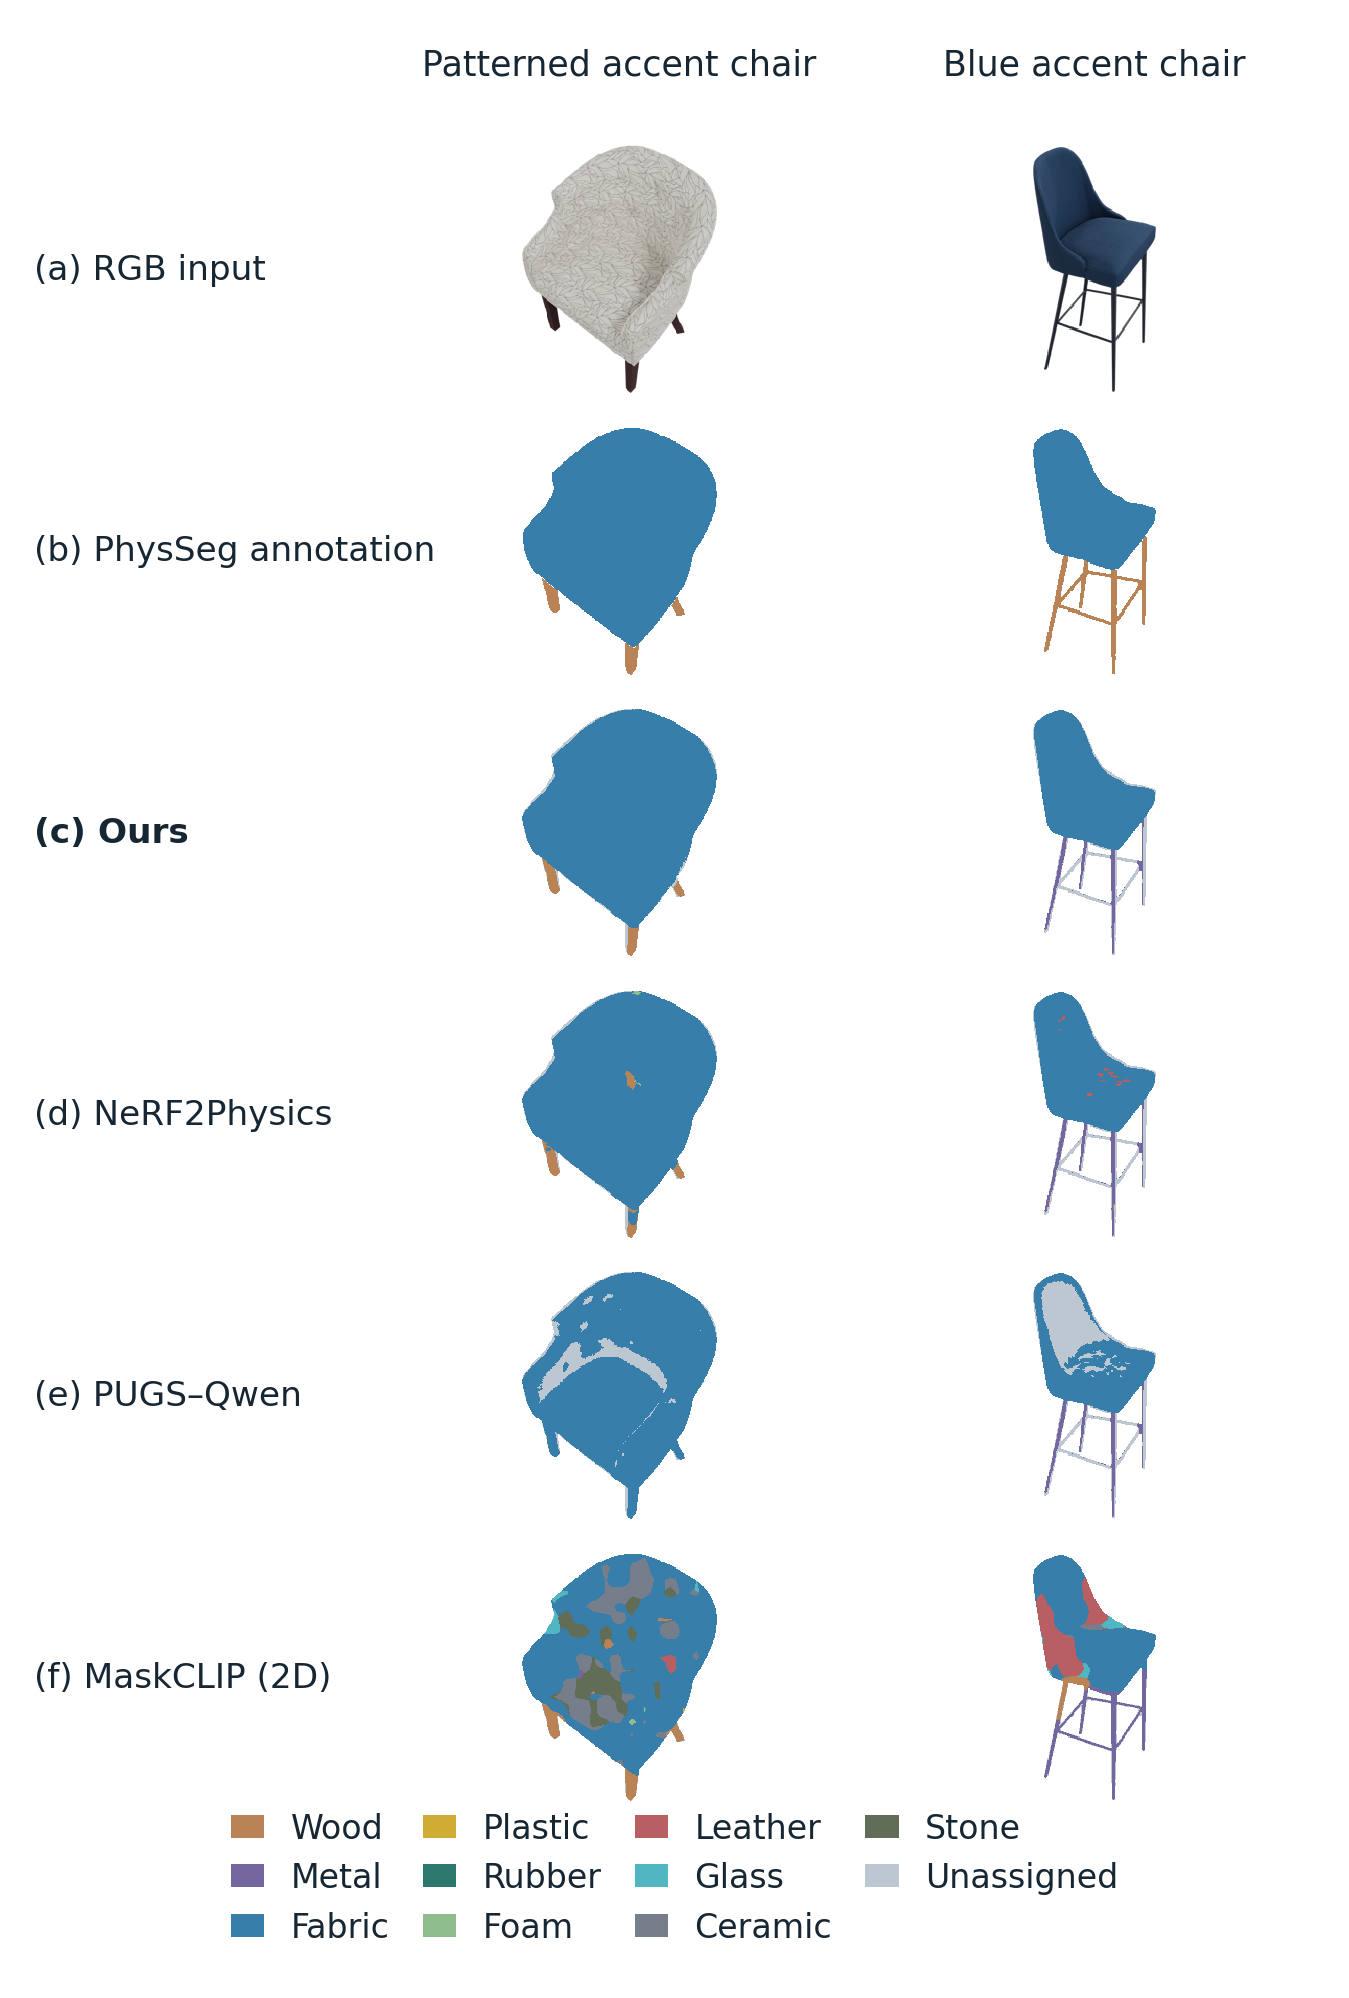 Patterned accent chair
Blue accent chair
(a) RGB input
(b) PhysSeg annotation
(c) Ours
(d) NeRF2Physics
(e) PUGS–Qwen
(f) MaskCLIP (2D)
Wood
Plastic
Leather
Stone
Metal
Rubber
Glass
Unassigned
Fabric
Foam
Ceramic